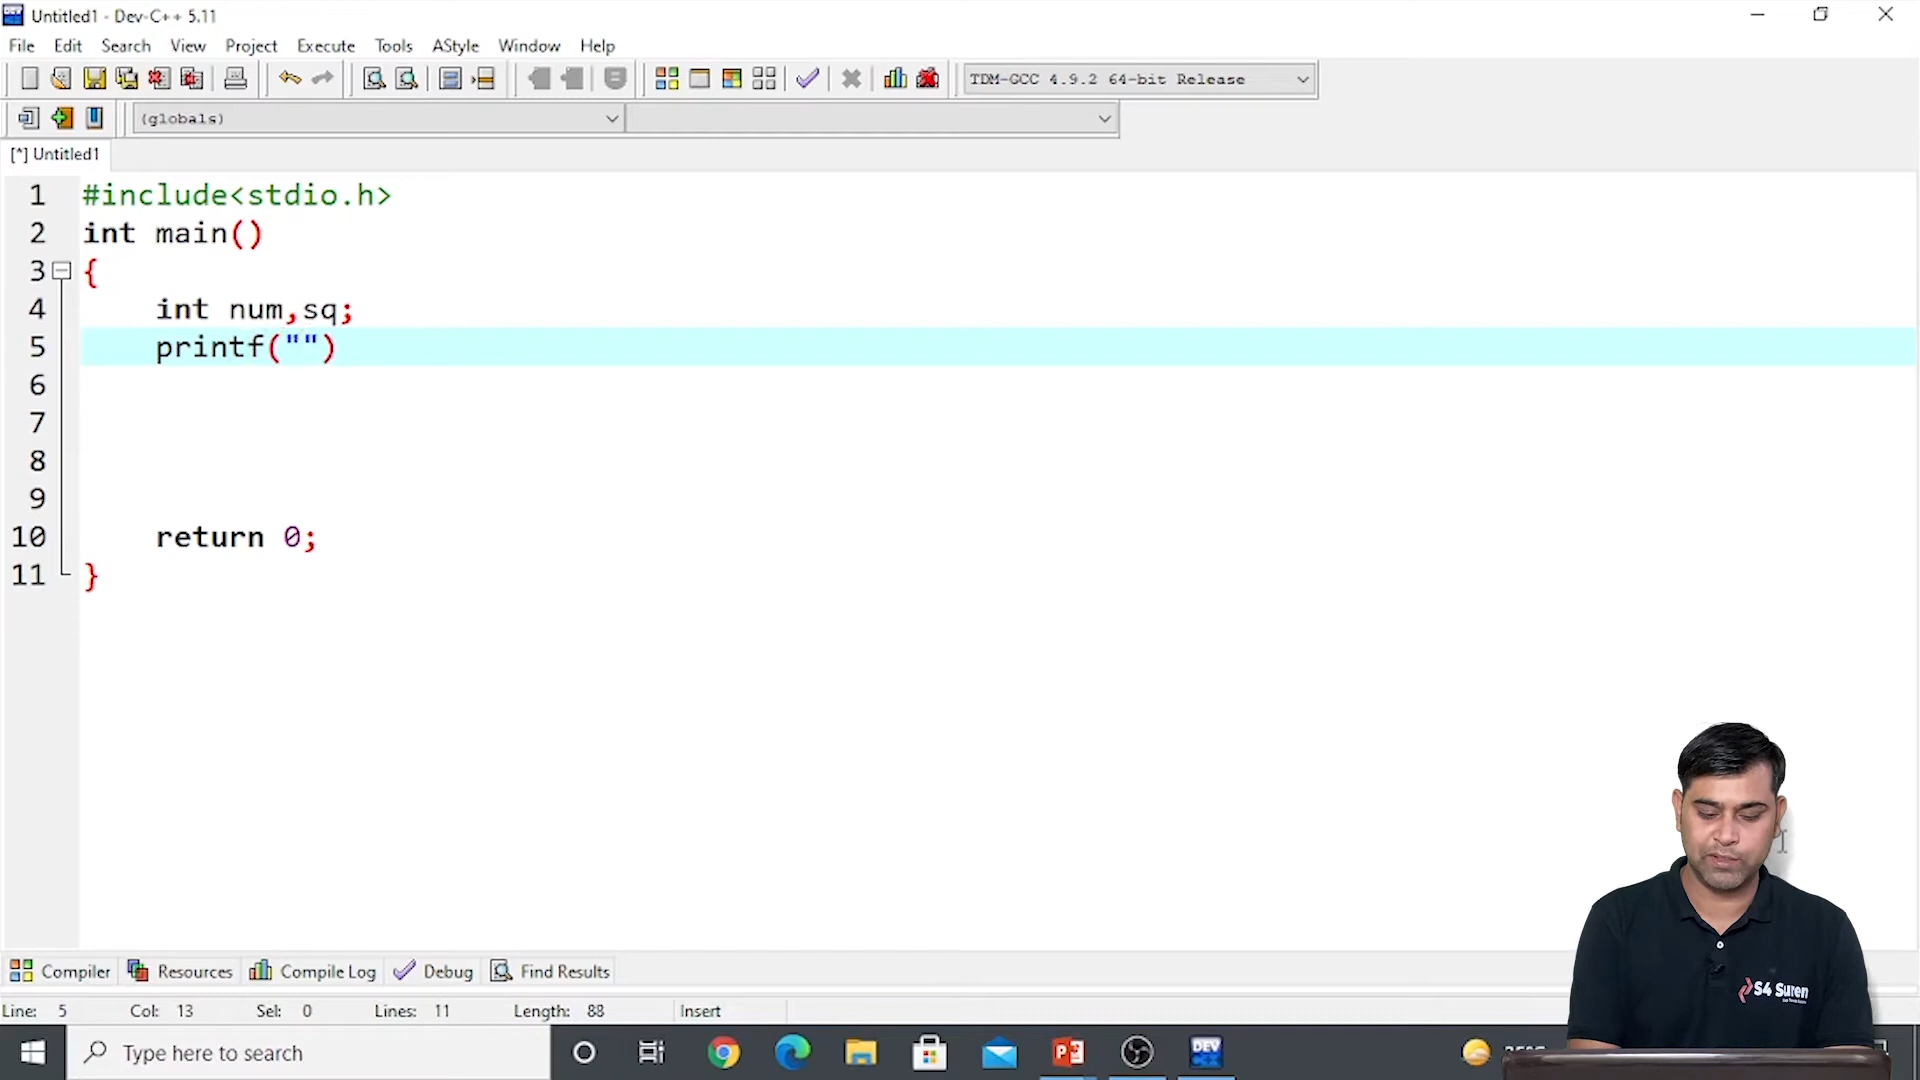 Untitled1 - Dev-C++ 5.11
File Edit Search View Project Execute Tools AStyle Window Help
TDM-GCC 4.9.2 64-bit Release
(globals)
[*] Untitled1
1 #include<stdio.h>
2 int main()
3 {
4 int num,sq;
5 printf("")
6
7
8
9
10 return 0;
11 }
S4 Suren
Compiler Resources Compile Log Debug Find Results
Line: 5 Col: 13 Sel: 0 Lines: 11 Length: 88 Insert
Type here to search
DEV